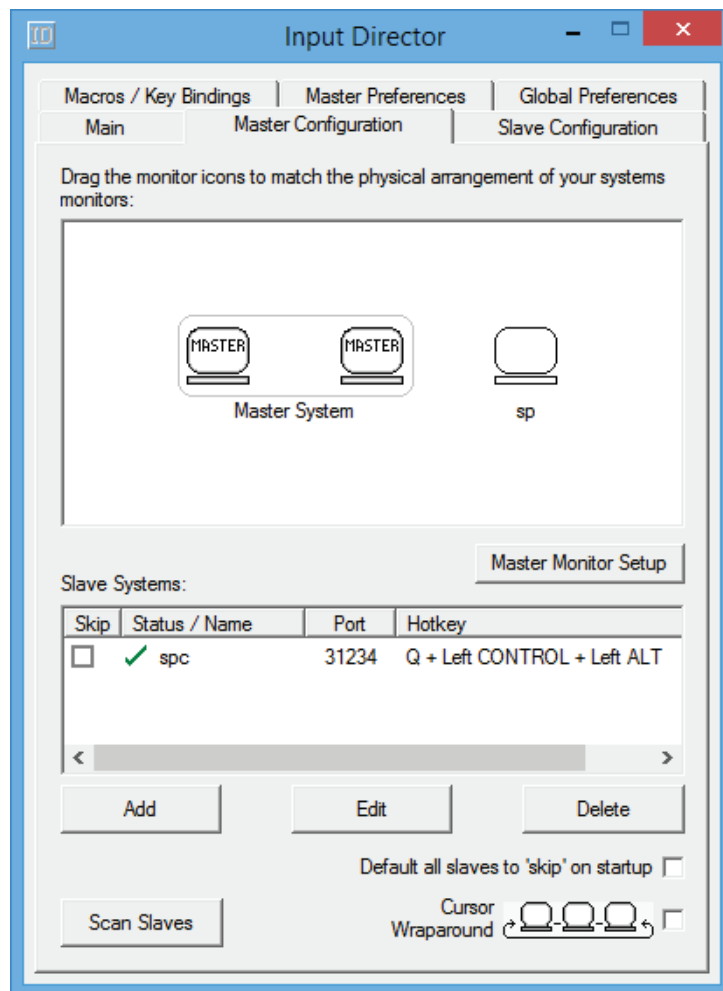 Input Director
Macros / Key Bindings Master Preferences Global Preferences
Main Master Configuration Slave Configuration
Drag the monitor icons to match the physical arrangement of your systems
monitors:
MASTER MASTER
Master System sp
Master Monitor Setup
Slave Systems:
Skip Status / Name Port Hotkey
spc 31234 Q + Left CONTROL + Left ALT
Add Edit Delete
Default all slaves to 'skip' on startup
Scan Slaves
Cursor
Wraparound